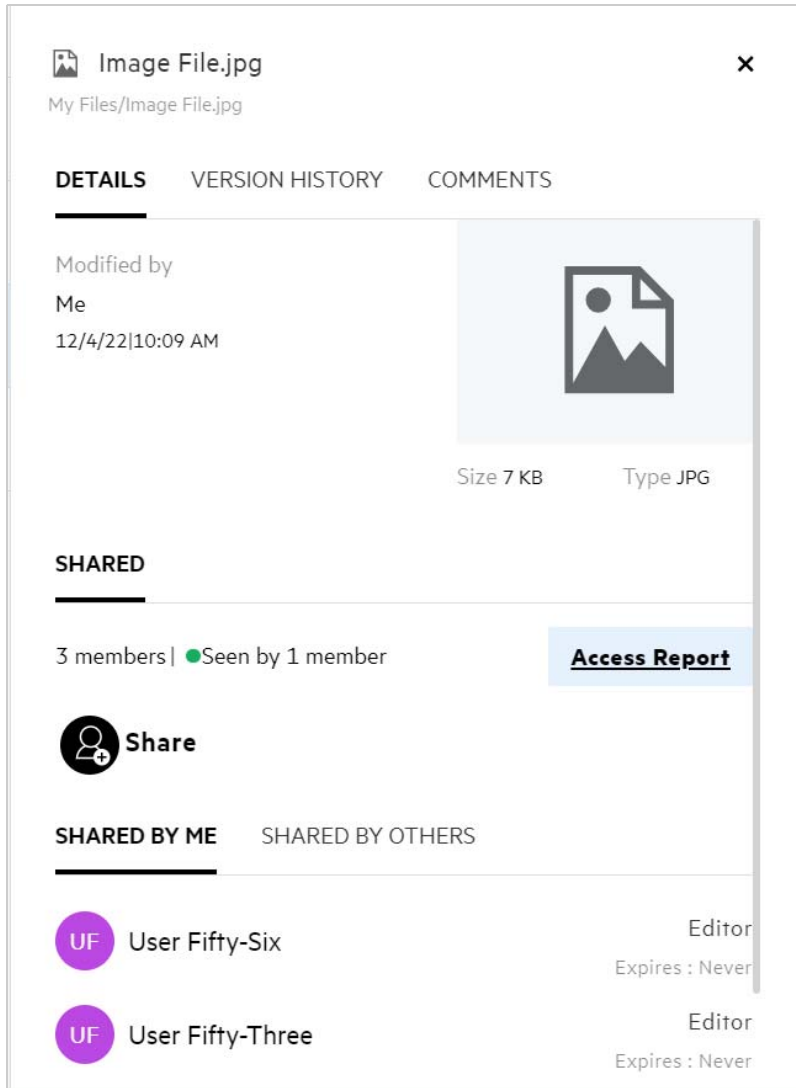 Image File.jpg
My Files/Image File.jpg
DETAILS VERSION HISTORY COMMENTS
Modified by
Me
12/4/22|10:09 AM
Size 7 KB Type JPG
SHARED
3 members| Seen by 1 member Access Report
Share
SHARED BY ME SHARED BY OTHERS
UF User Fifty-Six Editor
Expires : Never
UF User Fifty-Three Editor
Expires : Never